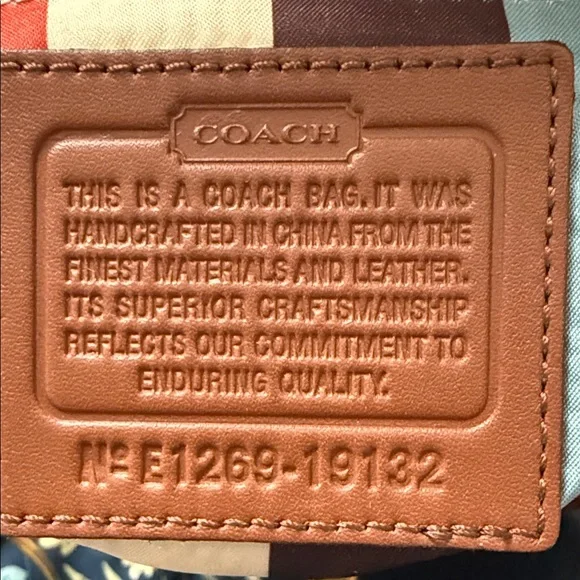 COACH
THIS IS A COACH BAG. IT WAS
HANDCRAFTED IN CHINA FROM THE
FINEST MATERIALS AND LEATHER.
ITS SUPERIOR CRAFTSMANSHIP
REFLECTS OUR COMMITMENT TO
ENDURING QUALITY.
Nº E1269-19132